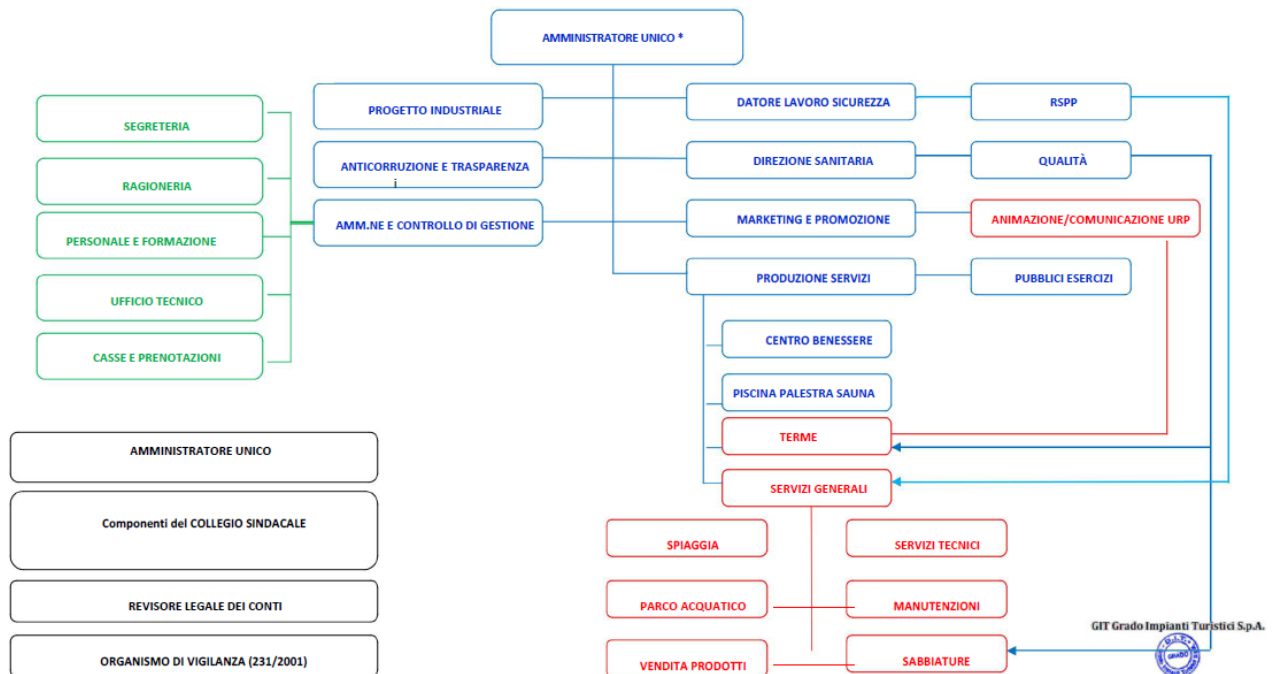 AMMINISTRATORE UNICO *
PROGETTO INDUSTRIALE
DATORE LAVORO SICUREZZA
RSPP
SEGRETERIA
ANTICORRUZIONE E TRASPARENZA
i
DIREZIONE SANITARIA
QUALITÀ
RAGIONERIA
AMM.NE E CONTROLLO DI GESTIONE
MARKETING E PROMOZIONE
ANIMAZIONE/COMUNICAZIONE URP
PERSONALE E FORMAZIONE
PRODUZIONE SERVIZI
PUBBLICI ESERCIZI
UFFICIO TECNICO
CENTRO BENESSERE
CASSE E PRENOTAZIONI
PISCINA PALESTRA SAUNA
TERME
AMMINISTRATORE UNICO
SERVIZI GENERALI
Componenti del COLLEGIO SINDACALE
SPIAGGIA
SERVIZI TECNICI
REVISORE LEGALE DEI CONTI
PARCO ACQUATICO
MANUTENZIONI
GIT Grado Impianti Turistici S.p.A.
ORGANISMO DI VIGILANZA (231/2001)
VENDITA PRODOTTI
SABBIATURE
GRADO